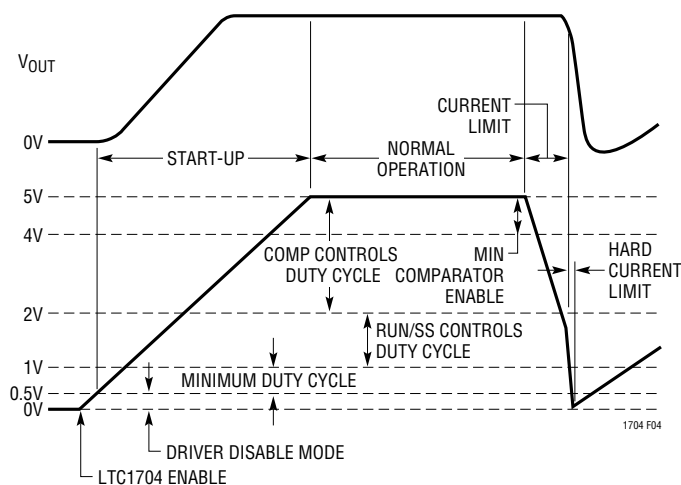 VOUT
0V
START-UP
NORMAL
OPERATION
CURRENT
LIMIT
5V
4V
COMP CONTROLS
DUTY CYCLE
MIN
COMPARATOR
ENABLE
HARD
CURRENT
LIMIT
2V
RUN/SS CONTROLS
DUTY CYCLE
1V
MINIMUM DUTY CYCLE
0.5V
0V
1704 F04
DRIVER DISABLE MODE
LTC1704 ENABLE